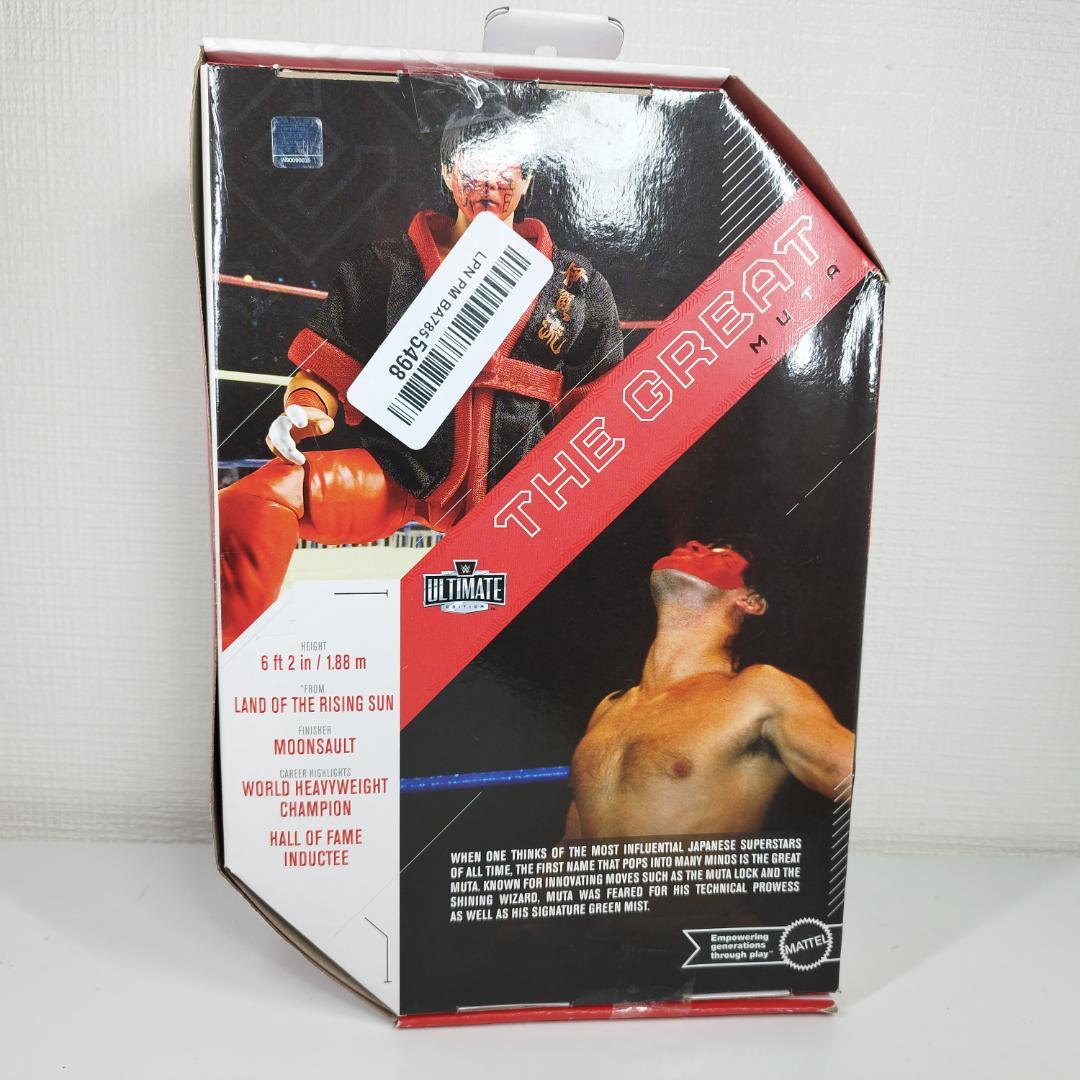 W80090035
LPN PM BA785 5498
THE GREAT
MUTA
W
ULTIMATE
EDITION
HEIGHT
6 ft 2 in / 1.88 m
"FROM
LAND OF THE RISING SUN
FINISHER
MOONSAULT
CAREER HIGHLIGHTS
WORLD HEAVYWEIGHT
CHAMPION
HALL OF FAME
INDUCTEE
WHEN ONE THINKS OF THE MOST INFLUENTIAL JAPANESE SUPERSTARS
OF ALL TIME, THE FIRST NAME THAT POPS INTO MANY MINDS IS THE GREAT
MUTA. KNOWN FOR INNOVATING MOVES SUCH AS THE MUTA LOCK AND THE
SHINING WIZARD, MUTA WAS FEARED FOR HIS TECHNICAL PROWESS
AS WELL AS HIS SIGNATURE GREEN MIST.
Empowering
generations
through play™
MATTEL